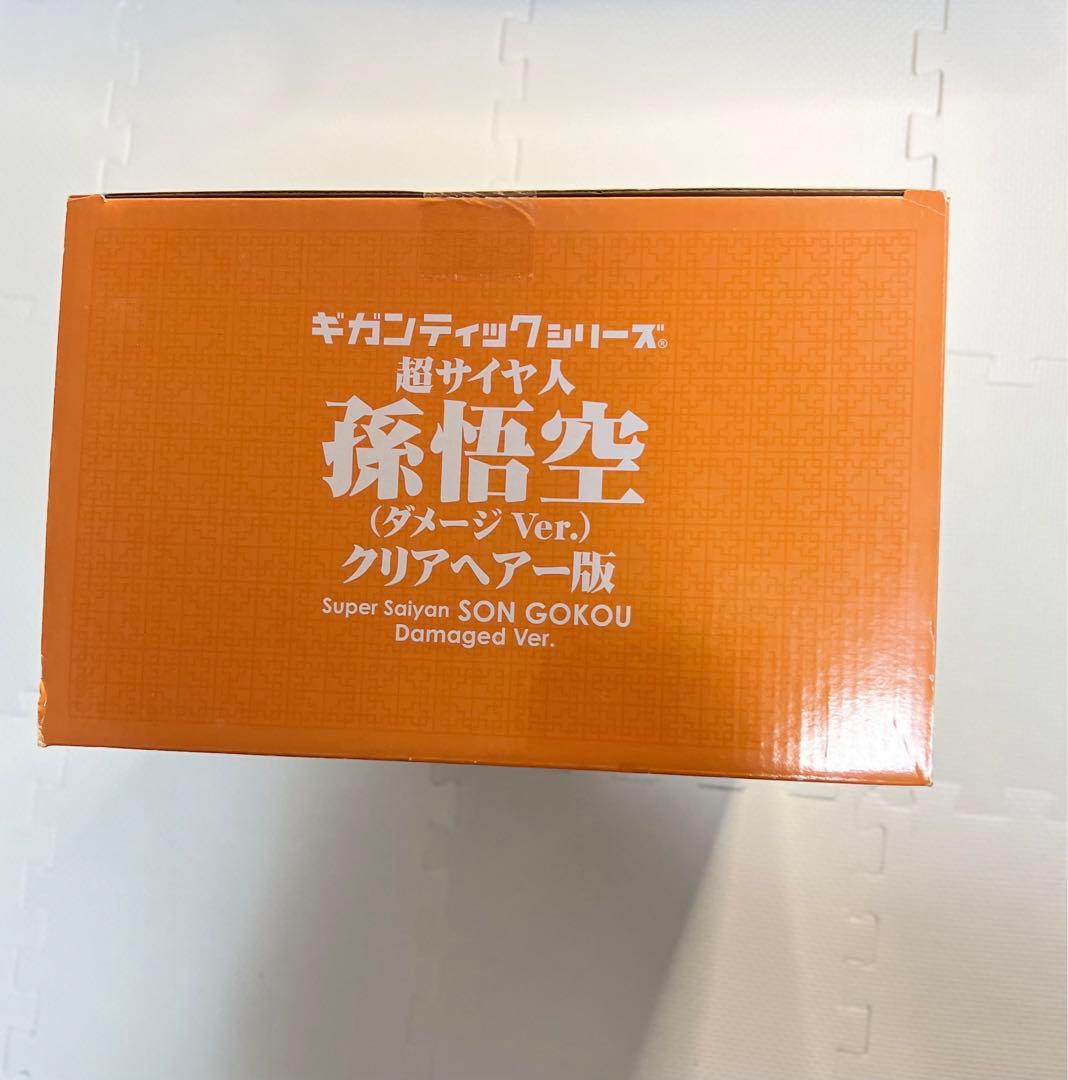 ギガンティックシリーズ®
超サイヤ人
孫悟空
（ダメージ Ver.）
クリアヘアー版
Super Saiyan SON GOKOU
Damaged Ver.